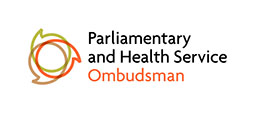 Parliamentary
and Health Service
Ombudsman